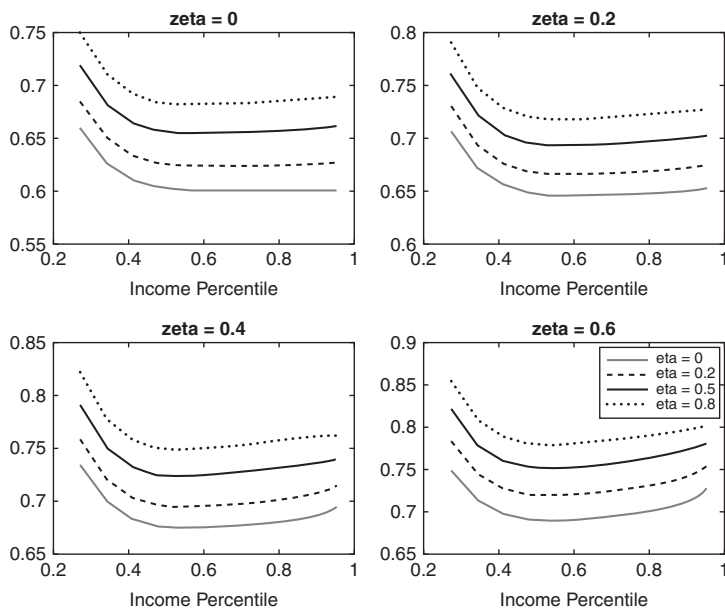 zeta = 0
0.75
0.7
0.65
0.6
0.55
0.2 0.4 0.6 0.8 1
Income Percentile
zeta = 0.2
0.8
0.75
0.7
0.65
0.6
0.2 0.4 0.6 0.8 1
Income Percentile
zeta = 0.4
0.85
0.8
0.75
0.7
0.65
0.2 0.4 0.6 0.8 1
Income Percentile
zeta = 0.6
0.9
0.85
0.8
0.75
0.7
0.65
eta = 0
eta = 0.2
eta = 0.5
eta = 0.8
0.2 0.4 0.6 0.8 1
Income Percentile